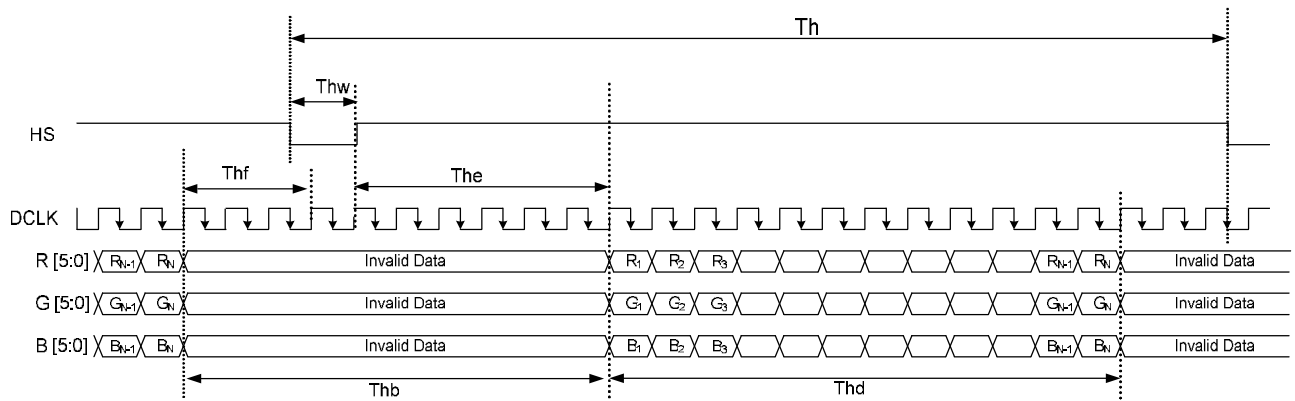 Th
Thw
HS
Thf
The
DCLK
R [5:0] RN-1 RN Invalid Data R1 R2 R3 RN-1 RN Invalid Data
G [5:0] GN-1 GN Invalid Data G1 G2 G3 GN-1 GN Invalid Data
B [5:0] BN-1 BN Invalid Data B1 B2 B3 BN-1 BN Invalid Data
Thb
Thd